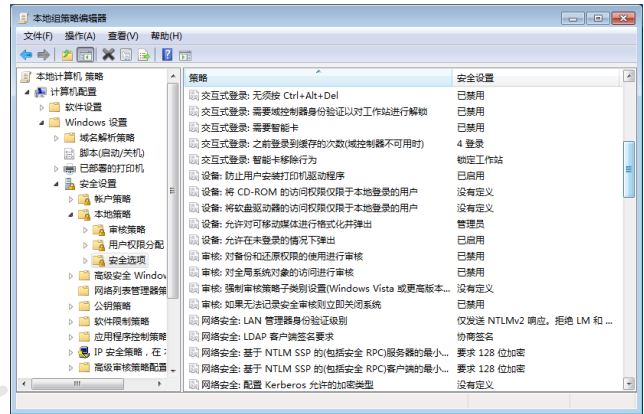 本地组策略编辑器
文件(F) 操作(A) 查看(V) 帮助(H)
本地计算机 策略
计算机配置
软件设置
Windows 设置
域名解析策略
脚本(启动/关机)
已部署的打印机
安全设置
帐户策略
本地策略
审核策略
用户权限分配
安全选项
高级安全 Window
网络列表管理器策
公钥策略
软件限制策略
应用程序控制策略
IP 安全策略，在
高级审核策略配置
策略 安全设置
交互式登录: 无须按 Ctrl+Alt+Del 已禁用
交互式登录: 需要域控制器身份验证以对工作站进行解锁 已禁用
交互式登录: 需要智能卡 已禁用
交互式登录: 之前登录到缓存的次数(域控制器不可用时) 4 登录
交互式登录: 智能卡移除行为 锁定工作站
设备: 防止用户安装打印机驱动程序 已启用
设备: 将 CD-ROM 的访问权限仅限于本地登录的用户 没有定义
设备: 将软盘驱动器的访问权限仅限于本地登录的用户 没有定义
设备: 允许对可移动媒体进行格式化并弹出 管理员
设备: 允许在未登录的情况下弹出 已启用
审核: 对备份和还原权限的使用进行审核 已禁用
审核: 对全局系统对象的访问进行审核 已禁用
审核: 强制审核策略子类别设置(Windows Vista 或更高版本... 没有定义
审核: 如果无法记录安全审核则立即关闭系统 已禁用
网络安全: LAN 管理器身份验证级别 仅发送 NTLMv2 响应。拒绝 LM 和 ...
网络安全: LDAP 客户端签名要求 协商签名
网络安全: 基于 NTLM SSP 的(包括安全 RPC)服务器的最小... 要求 128 位加密
网络安全: 基于 NTLM SSP 的(包括安全 RPC)客户端的最小... 要求 128 位加密
网络安全: 配置 Kerberos 允许的加密类型 没有定义